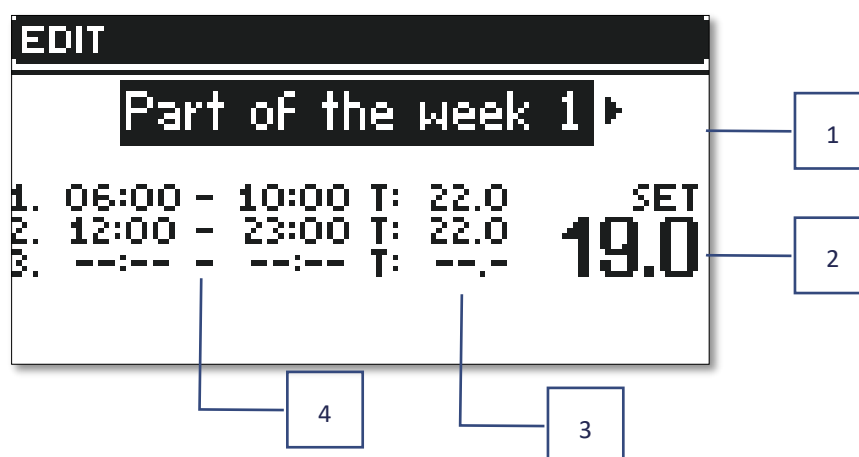 EDIT
Part of the week 1
1. 06:00 - 10:00 T: 22.0
2. 12:00 - 23:00 T: 22.0
3. --:-- - --:-- T: --.-
SET
19.0
1
2
3
4